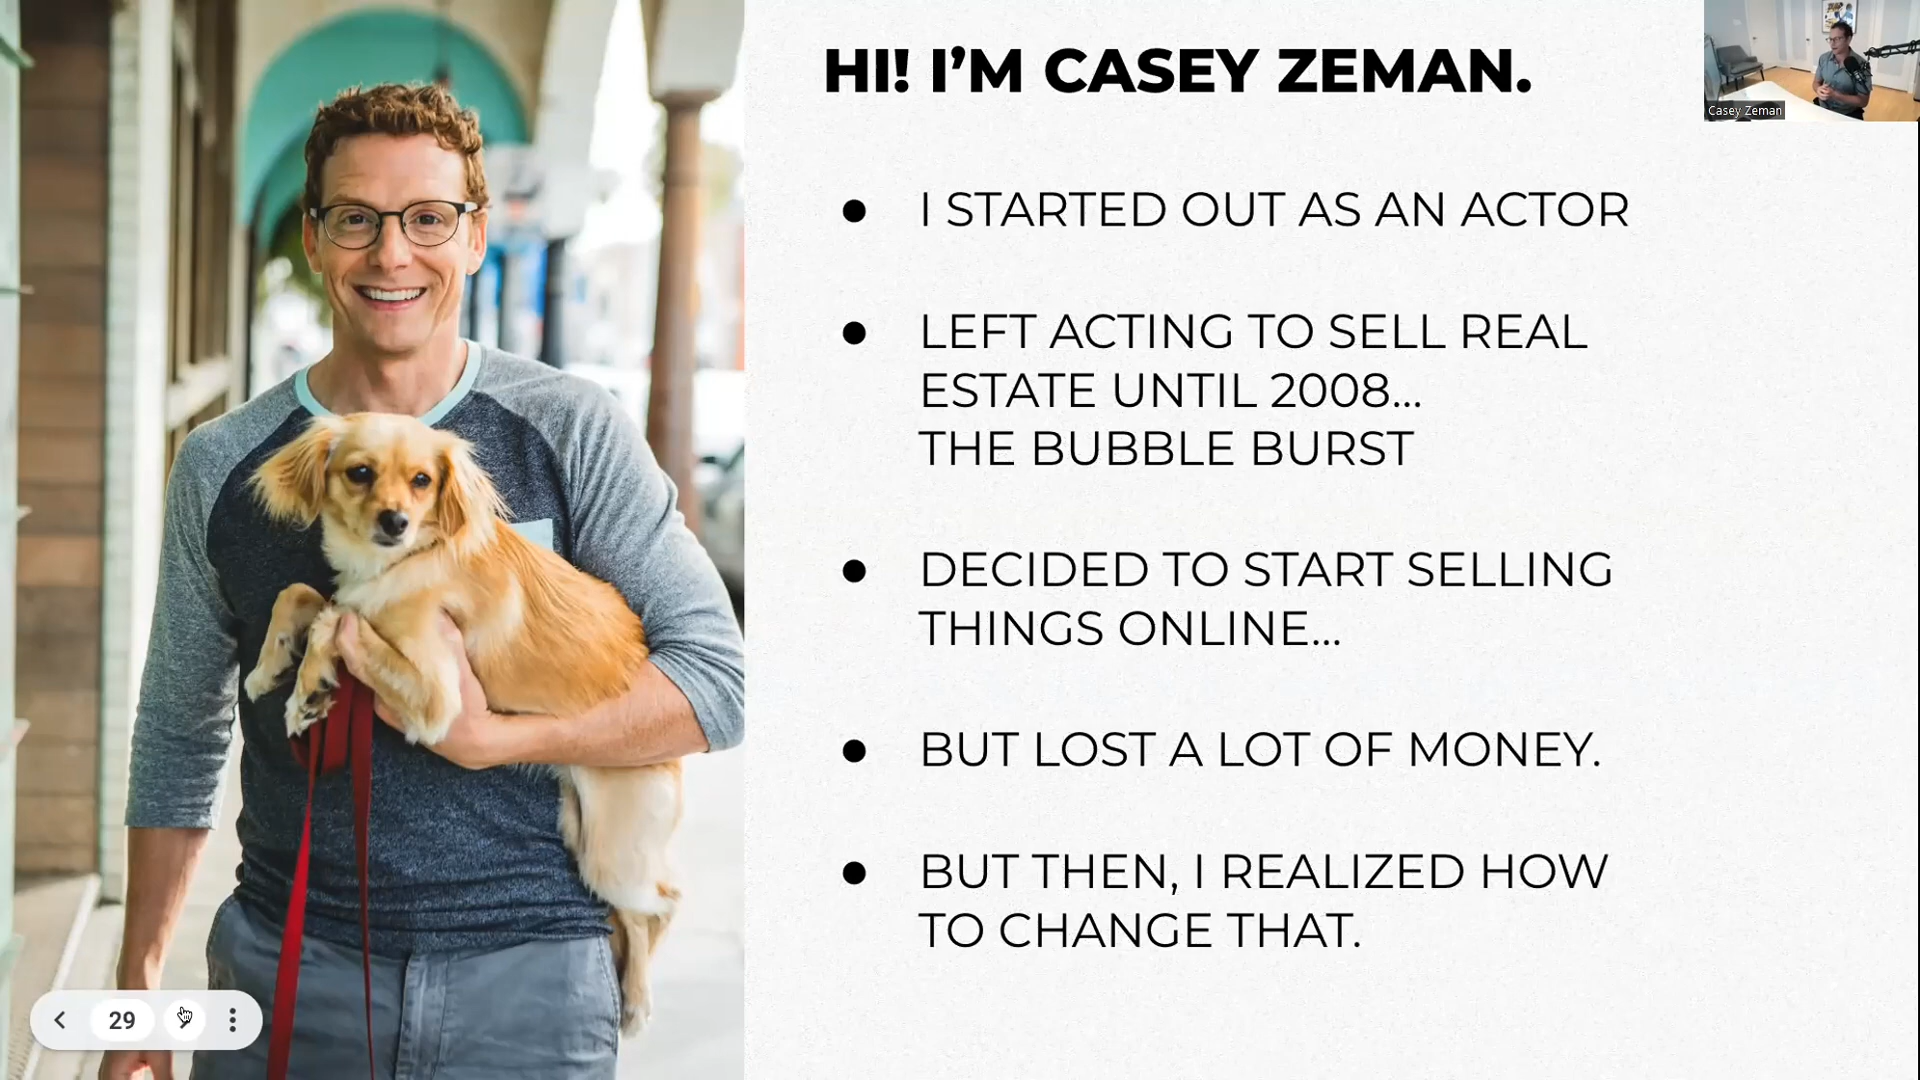 HI! I’M CASEY ZEMAN.
Casey Zeman
● I STARTED OUT AS AN ACTOR
● LEFT ACTING TO SELL REAL
ESTATE UNTIL 2008...
THE BUBBLE BURST
● DECIDED TO START SELLING
THINGS ONLINE...
● BUT LOST A LOT OF MONEY.
● BUT THEN, I REALIZED HOW
TO CHANGE THAT.
29